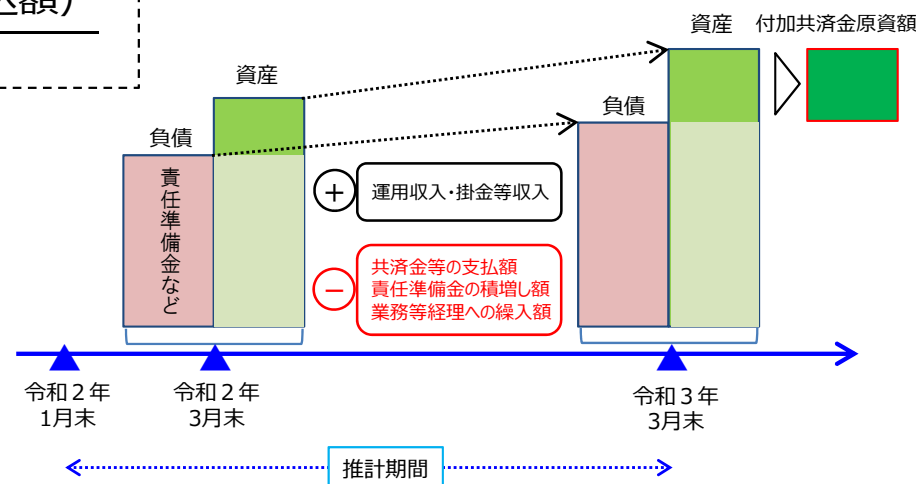 込額）
資産
付加共済金原資額
資産
負債
負債
責任準備金など
＋
運用収入・掛金等収入
－
共済金等の支払額
責任準備金の積増し額
業務等経理への繰入額
令和２年
1月末
令和２年
3月末
令和３年
3月末
推計期間